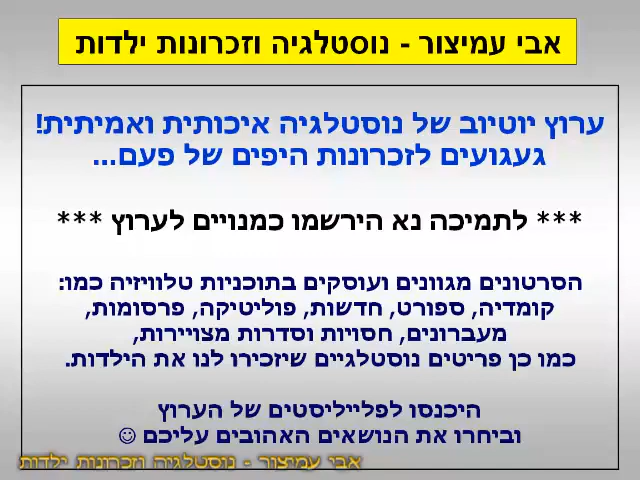 אבי עמיצור - נוסטלגיה וזכרונות ילדות
ערוץ יוטיוב של נוסטלגיה איכותית ואמיתית!
געגועים לזכרונות היפים של פעם...
*** לתמיכה נא הירשמו כמנויים לערוץ ***
הסרטונים מגוונים ועוסקים בתוכניות טלוויזיה כמו:
קומדיה, ספורט, חדשות, פוליטיקה, פרסומות,
מעברונים, חסויות וסדרות מצויירות,
כמו כן פריטים נוסטלגיים שיזכירו לנו את הילדות.
היכנסו לפלייליסטים של הערוץ
וביחרו את הנושאים האהובים עליכם ☺
אבי עמיצור - נוסטלגיה וזכרונות ילדות